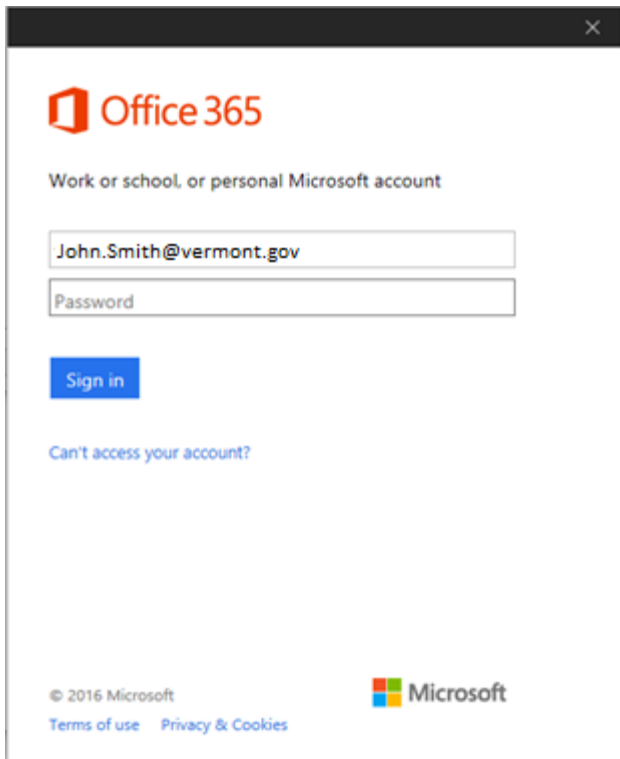 Office 365
Work or school, or personal Microsoft account
John.Smith@vermont.gov
Password
Sign in
Can't access your account?
© 2016 Microsoft
Microsoft
Terms of use Privacy & Cookies